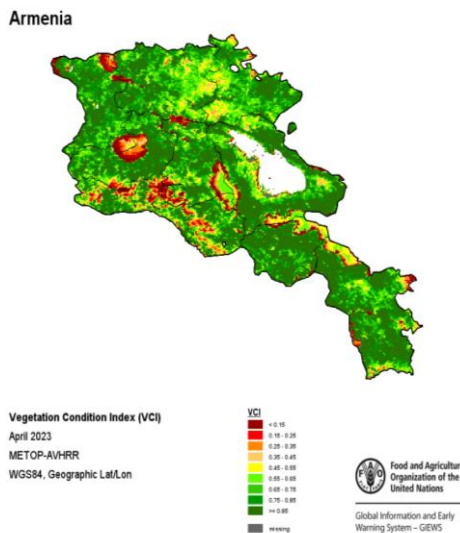 Armenia
Vegetation Condition Index (VCI)
April 2023
METOP-AVHRR
WGS84, Geographic Lat/Lon
VCI
< 0.15
0.15 - 0.25
0.25 - 0.35
0.35 - 0.45
0.45 - 0.55
0.55 - 0.65
0.65 - 0.75
0.75 - 0.85
>= 0.85
missing
Food and Agricultur
Organization of the
United Nations
Global Information and Early
Warning System – GIEWS